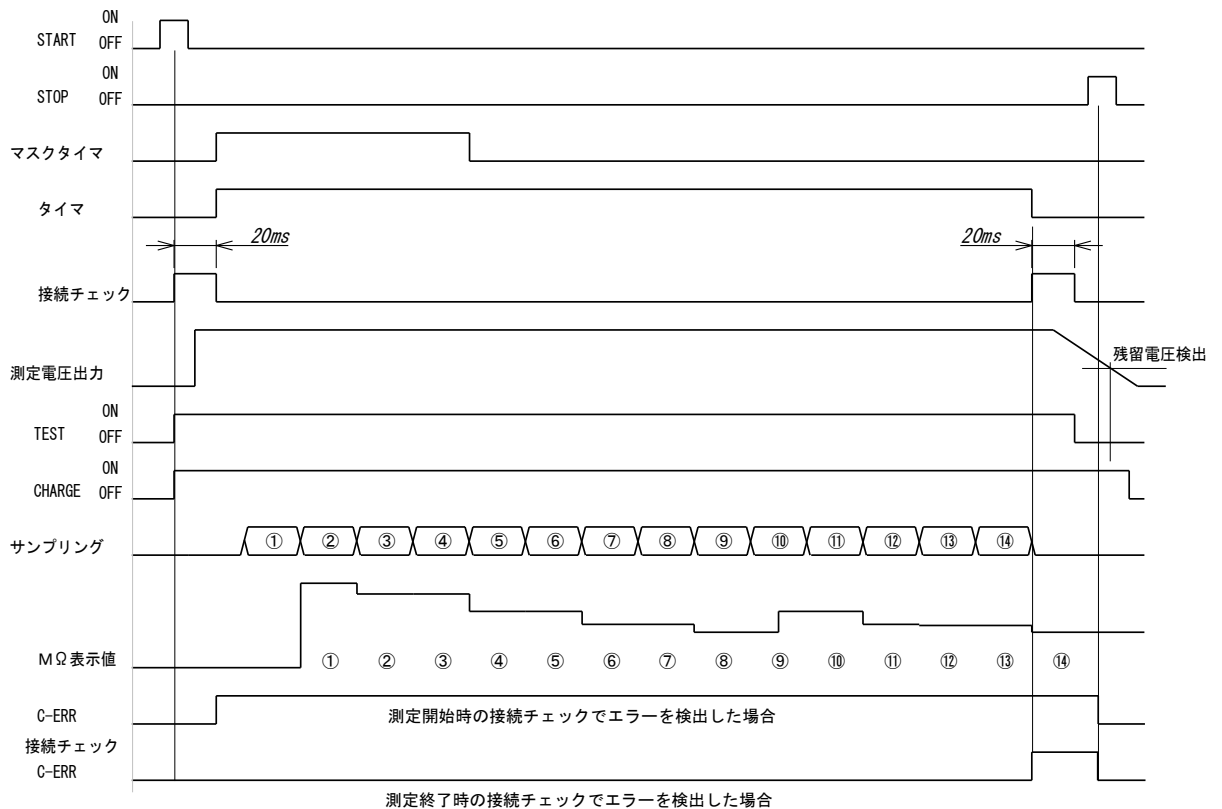 ON
START OFF
ON
STOP OFF
マスクタイマ
タイマ
20ms 20ms
接続チェック
残留電圧検出
測定電圧出力
ON
TEST OFF
ON
CHARGE OFF
サンプリング ① ② ③ ④ ⑤ ⑥ ⑦ ⑧ ⑨ ⑩ ⑪ ⑫ ⑬ ⑭
MΩ表示値 ① ② ③ ④ ⑤ ⑥ ⑦ ⑧ ⑨ ⑩ ⑪ ⑫ ⑬ ⑭
C-ERR 測定開始時の接続チェックでエラーを検出した場合
接続チェック
C-ERR
測定終了時の接続チェックでエラーを検出した場合